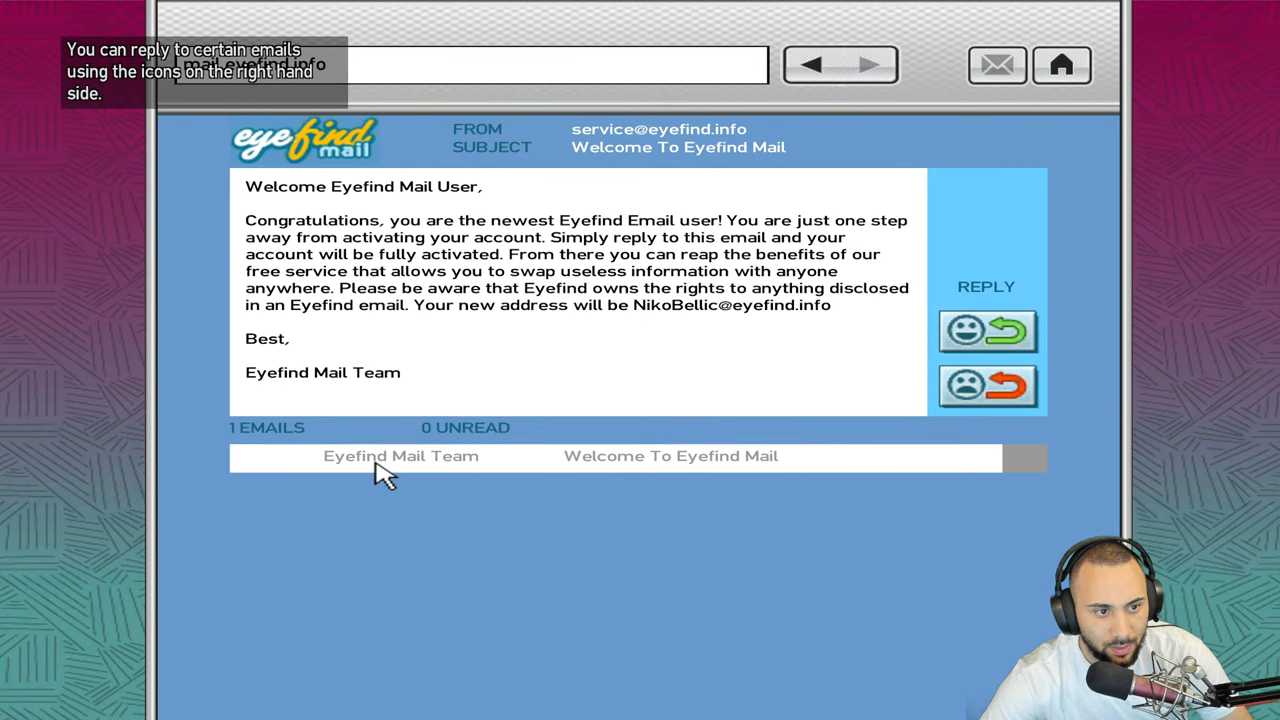 You can reply to certain emails
using the icons on the right hand
side.
mail.eyefind.info
eyefind
mail
FROM service@eyefind.info
SUBJECT Welcome To Eyefind Mail
Welcome Eyefind Mail User,
Congratulations, you are the newest Eyefind Email user! You are just one step
away from activating your account. Simply reply to this email and your
account will be fully activated. From there you can reap the benefits of our
free service that allows you to swap useless information with anyone
anywhere. Please be aware that Eyefind owns the rights to anything disclosed
in an Eyefind email. Your new address will be NikoBellic@eyefind.info
Best,
Eyefind Mail Team
REPLY
1 EMAILS 0 UNREAD
Eyefind Mail Team Welcome To Eyefind Mail